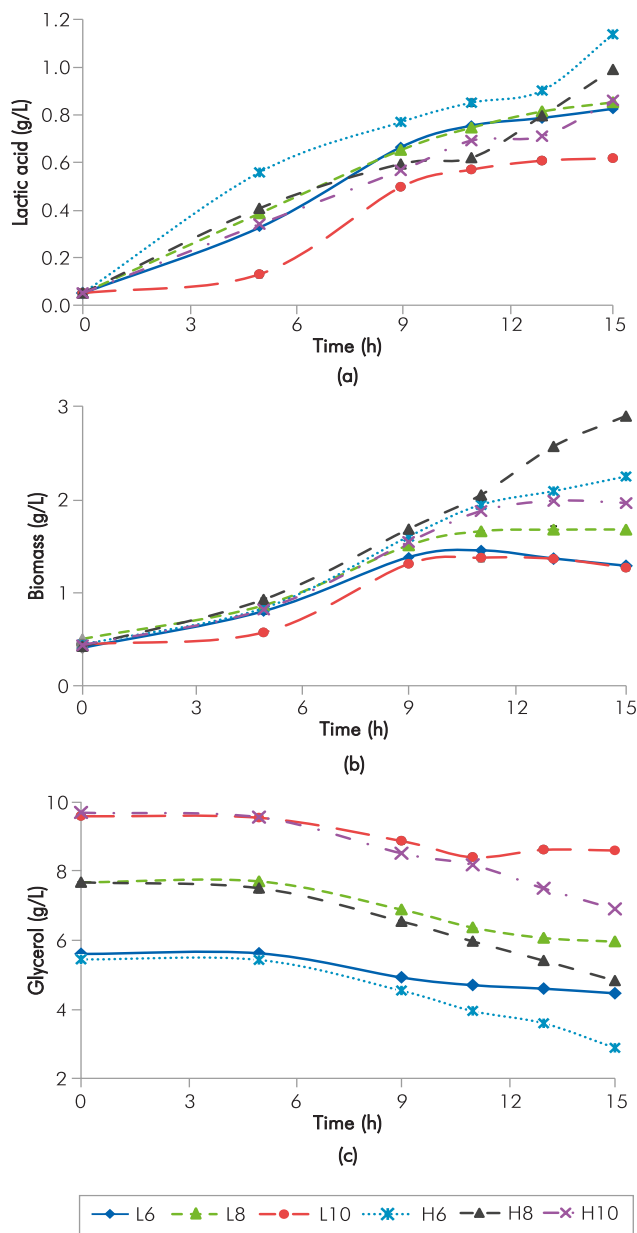 Lactic acid (g/L)
1.2
1.0
0.8
0.6
0.4
0.2
0.0
0 3 6 9 12 15
Time (h)
(a)
Biomass (g/L)
3
2
1
0
0 3 6 9 12 15
Time (h)
(b)
Glycerol (g/L)
10
8
6
4
2
0 3 6 9 12 15
Time (h)
(c)
L6 L8 L10 H6 H8 H10